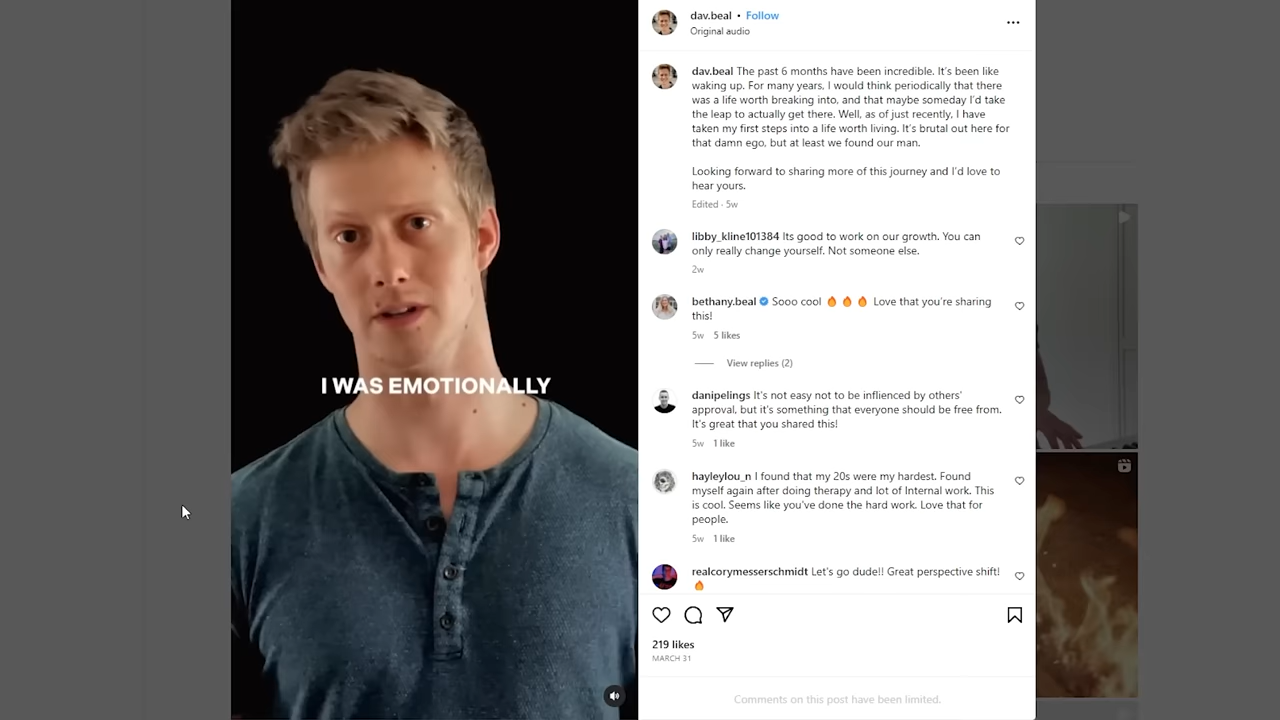 I WAS EMOTIONALLY
dav.beal • Follow
Original audio
dav.beal The past 6 months have been incredible. It's been like
waking up. For many years, I would think periodically that there
was a life worth breaking into, and that maybe someday I'd take
the leap to actually get there. Well, as of just recently, I have
taken my first steps into a life worth living. It's brutal out here for
that damn ego, but at least we found our man.
Looking forward to sharing more of this journey and I'd love to
hear yours.
Edited · 5w
libby_kline101384 Its good to work on our growth. You can
only really change yourself. Not someone else.
2w
bethany.beal Sooo cool 🔥 🔥 🔥 Love that you're sharing
this!
5w 5 likes
View replies (2)
danipelings It's not easy not to be inflienced by others'
approval, but it's something that everyone should be free from.
It's great that you shared this!
5w 1 like
hayleylou_n I found that my 20s were my hardest. Found
myself again after doing therapy and lot of Internal work. This
is cool. Seems like you've done the hard work. Love that for
people.
5w 1 like
realcorymesserschmidt Let's go dude!! Great perspective shift!
🔥
219 likes
MARCH 31
Comments on this post have been limited.